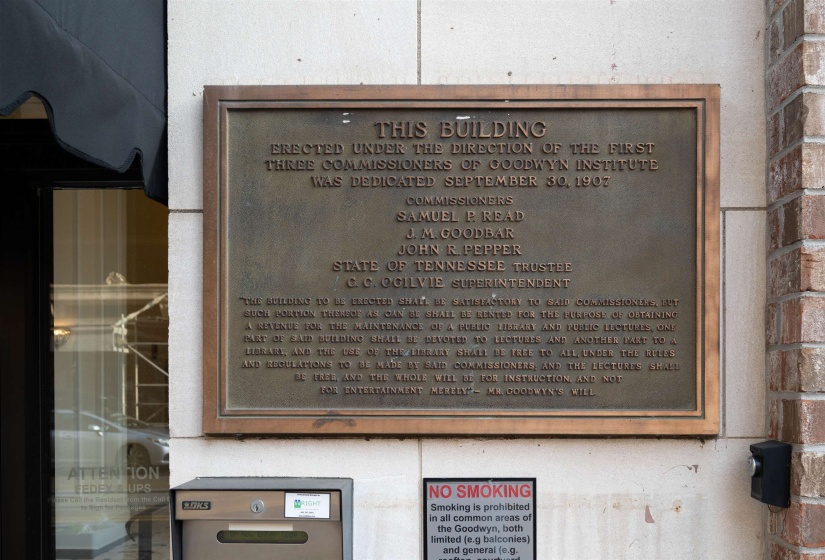 THIS BUILDING
ERECTED UNDER THE DIRECTION OF THE FIRST
THREE COMMISSIONERS OF GOODWYN INSTITUTE
WAS DEDICATED SEPTEMBER 30, 1907
COMMISSIONERS
SAMUEL P. READ
J. M. GOODBAR
JOHN R. PEPPER
STATE OF TENNESSEE TRUSTEE
C. C. OGILVIE SUPERINTENDENT
"THE BUILDING TO BE ERECTED SHALL BE SATISFACTORY TO SAID COMMISSIONERS, BUT
SUCH PORTION THEREOF AS CAN BE SHALL BE RENTED FOR THE PURPOSE OF OBTAINING
A REVENUE FOR THE MAINTENANCE OF A PUBLIC LIBRARY AND PUBLIC LECTURES, ONE
PART OF SAID BUILDING SHALL BE DEVOTED TO LECTURES AND ANOTHER PART TO A
LIBRARY, AND THE USE OF THE LIBRARY SHALL BE FREE TO ALL, UNDER THE RULES
AND REGULATIONS TO BE MADE BY SAID COMMISSIONERS; AND THE LECTURES SHALL
BE FREE, AND THE WHOLE WILL BE FOR INSTRUCTION, AND NOT
FOR ENTERTAINMENT MERELY" – MR. GOODWYN'S WILL
ATTENTION
FEDEX & UPS
NO SMOKING
Smoking is prohibited
in all common areas of
the Goodwyn, both
limited (e.g balconies)
and general (e.g.
rooftop, courtyard